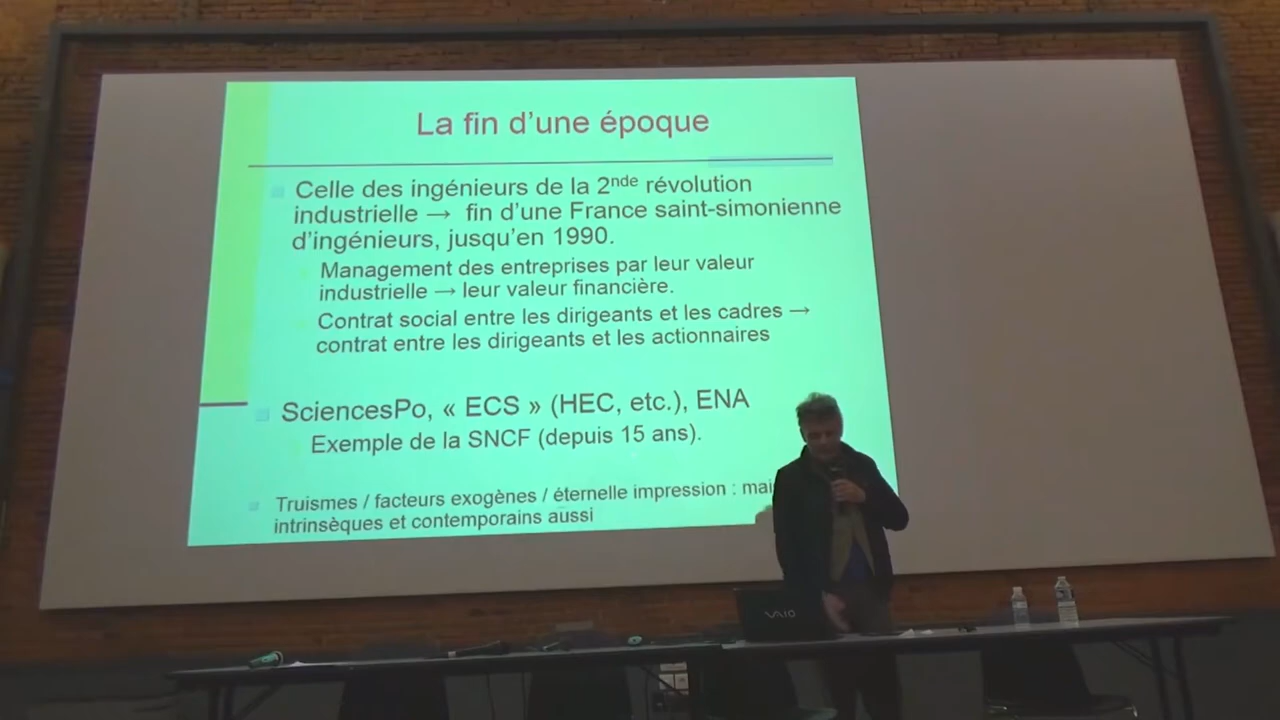 La fin d'une époque
Celle des ingénieurs de la 2nde révolution
industrielle → fin d'une France saint-simonienne
d'ingénieurs, jusqu'en 1990.
Management des entreprises par leur valeur
industrielle → leur valeur financière.
Contrat social entre les dirigeants et les cadres →
contrat entre les dirigeants et les actionnaires
SciencesPo, « ECS » (HEC, etc.), ENA
Exemple de la SNCF (depuis 15 ans).
Truismes / facteurs exogènes / éternelle impression :
intrinsèques et contemporains aussi
VAIO